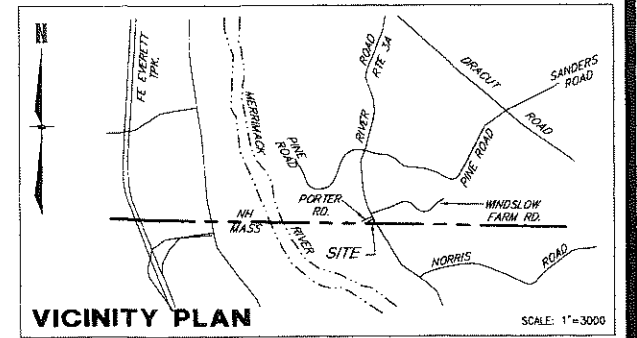 N
FE EVERETT
TPK.
MERRIMACK
RIVER
PINE
ROAD
ROAD
RTE 3A
RIVER
DRACUT
ROAD
SANDERS
ROAD
PINE ROAD
PORTER
RD.
WINDSLOW
FARM RD.
NH
MASS
SITE
NORRIS
ROAD
VICINITY PLAN
SCALE: 1"=3000